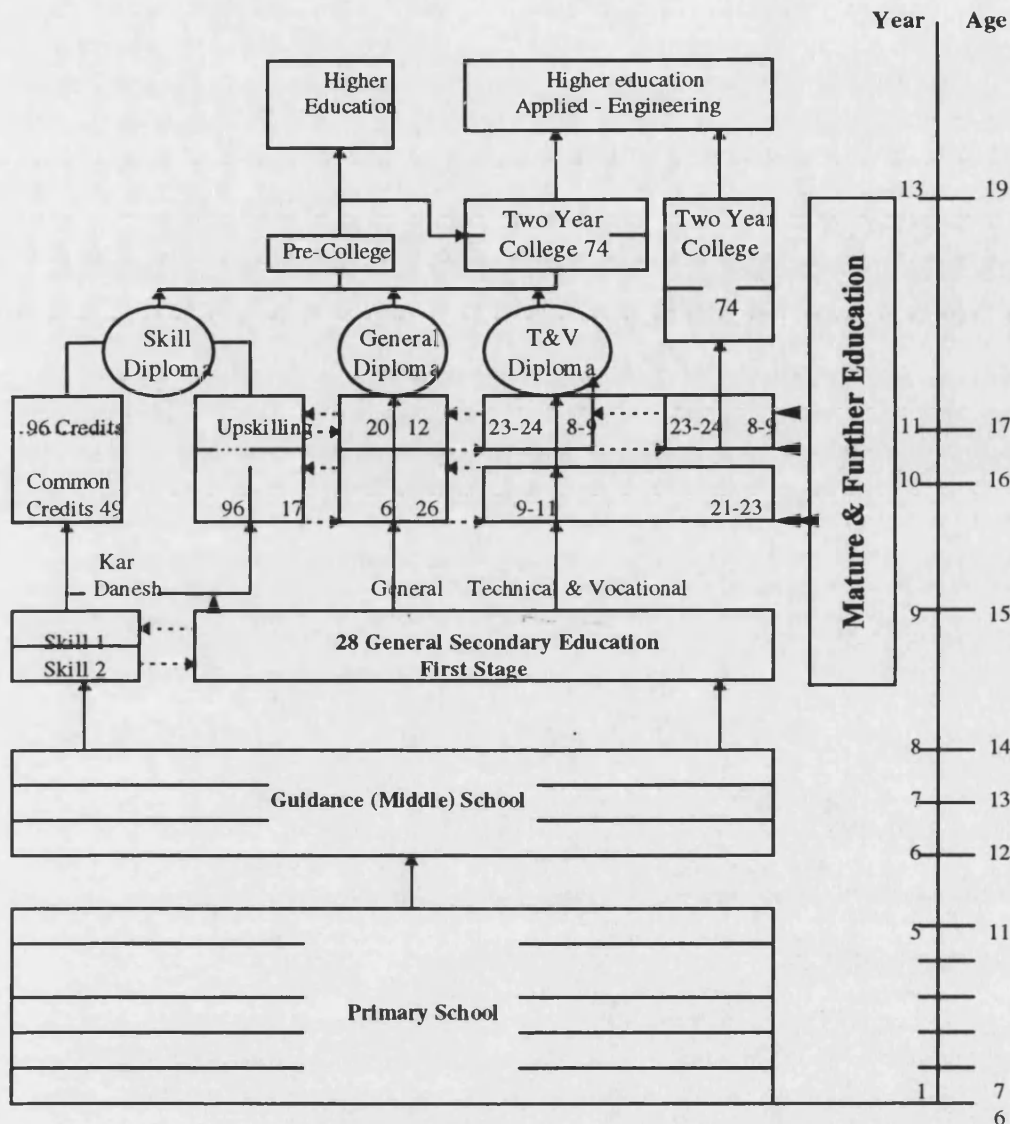 Year Age
Higher
Education
Higher education
Applied - Engineering
13 19
Two Year
College 74
Two Year
College
74
Pre-College
Skill
Diploma
General
Diploma
T&V
Diploma
96 Credits
Common
Credits 49
Upskilling
96 17
20 12
6 26
23-24 8-9
9-11 21-23
23-24 8-9
11 17
10 16
Mature & Further Education
Kar
Danesh
General Technical & Vocational
9 15
Skill 1
Skill 2
28 General Secondary Education
First Stage
8 14
Guidance (Middle) School
7 13
6 12
5 11
Primary School
1 7
6